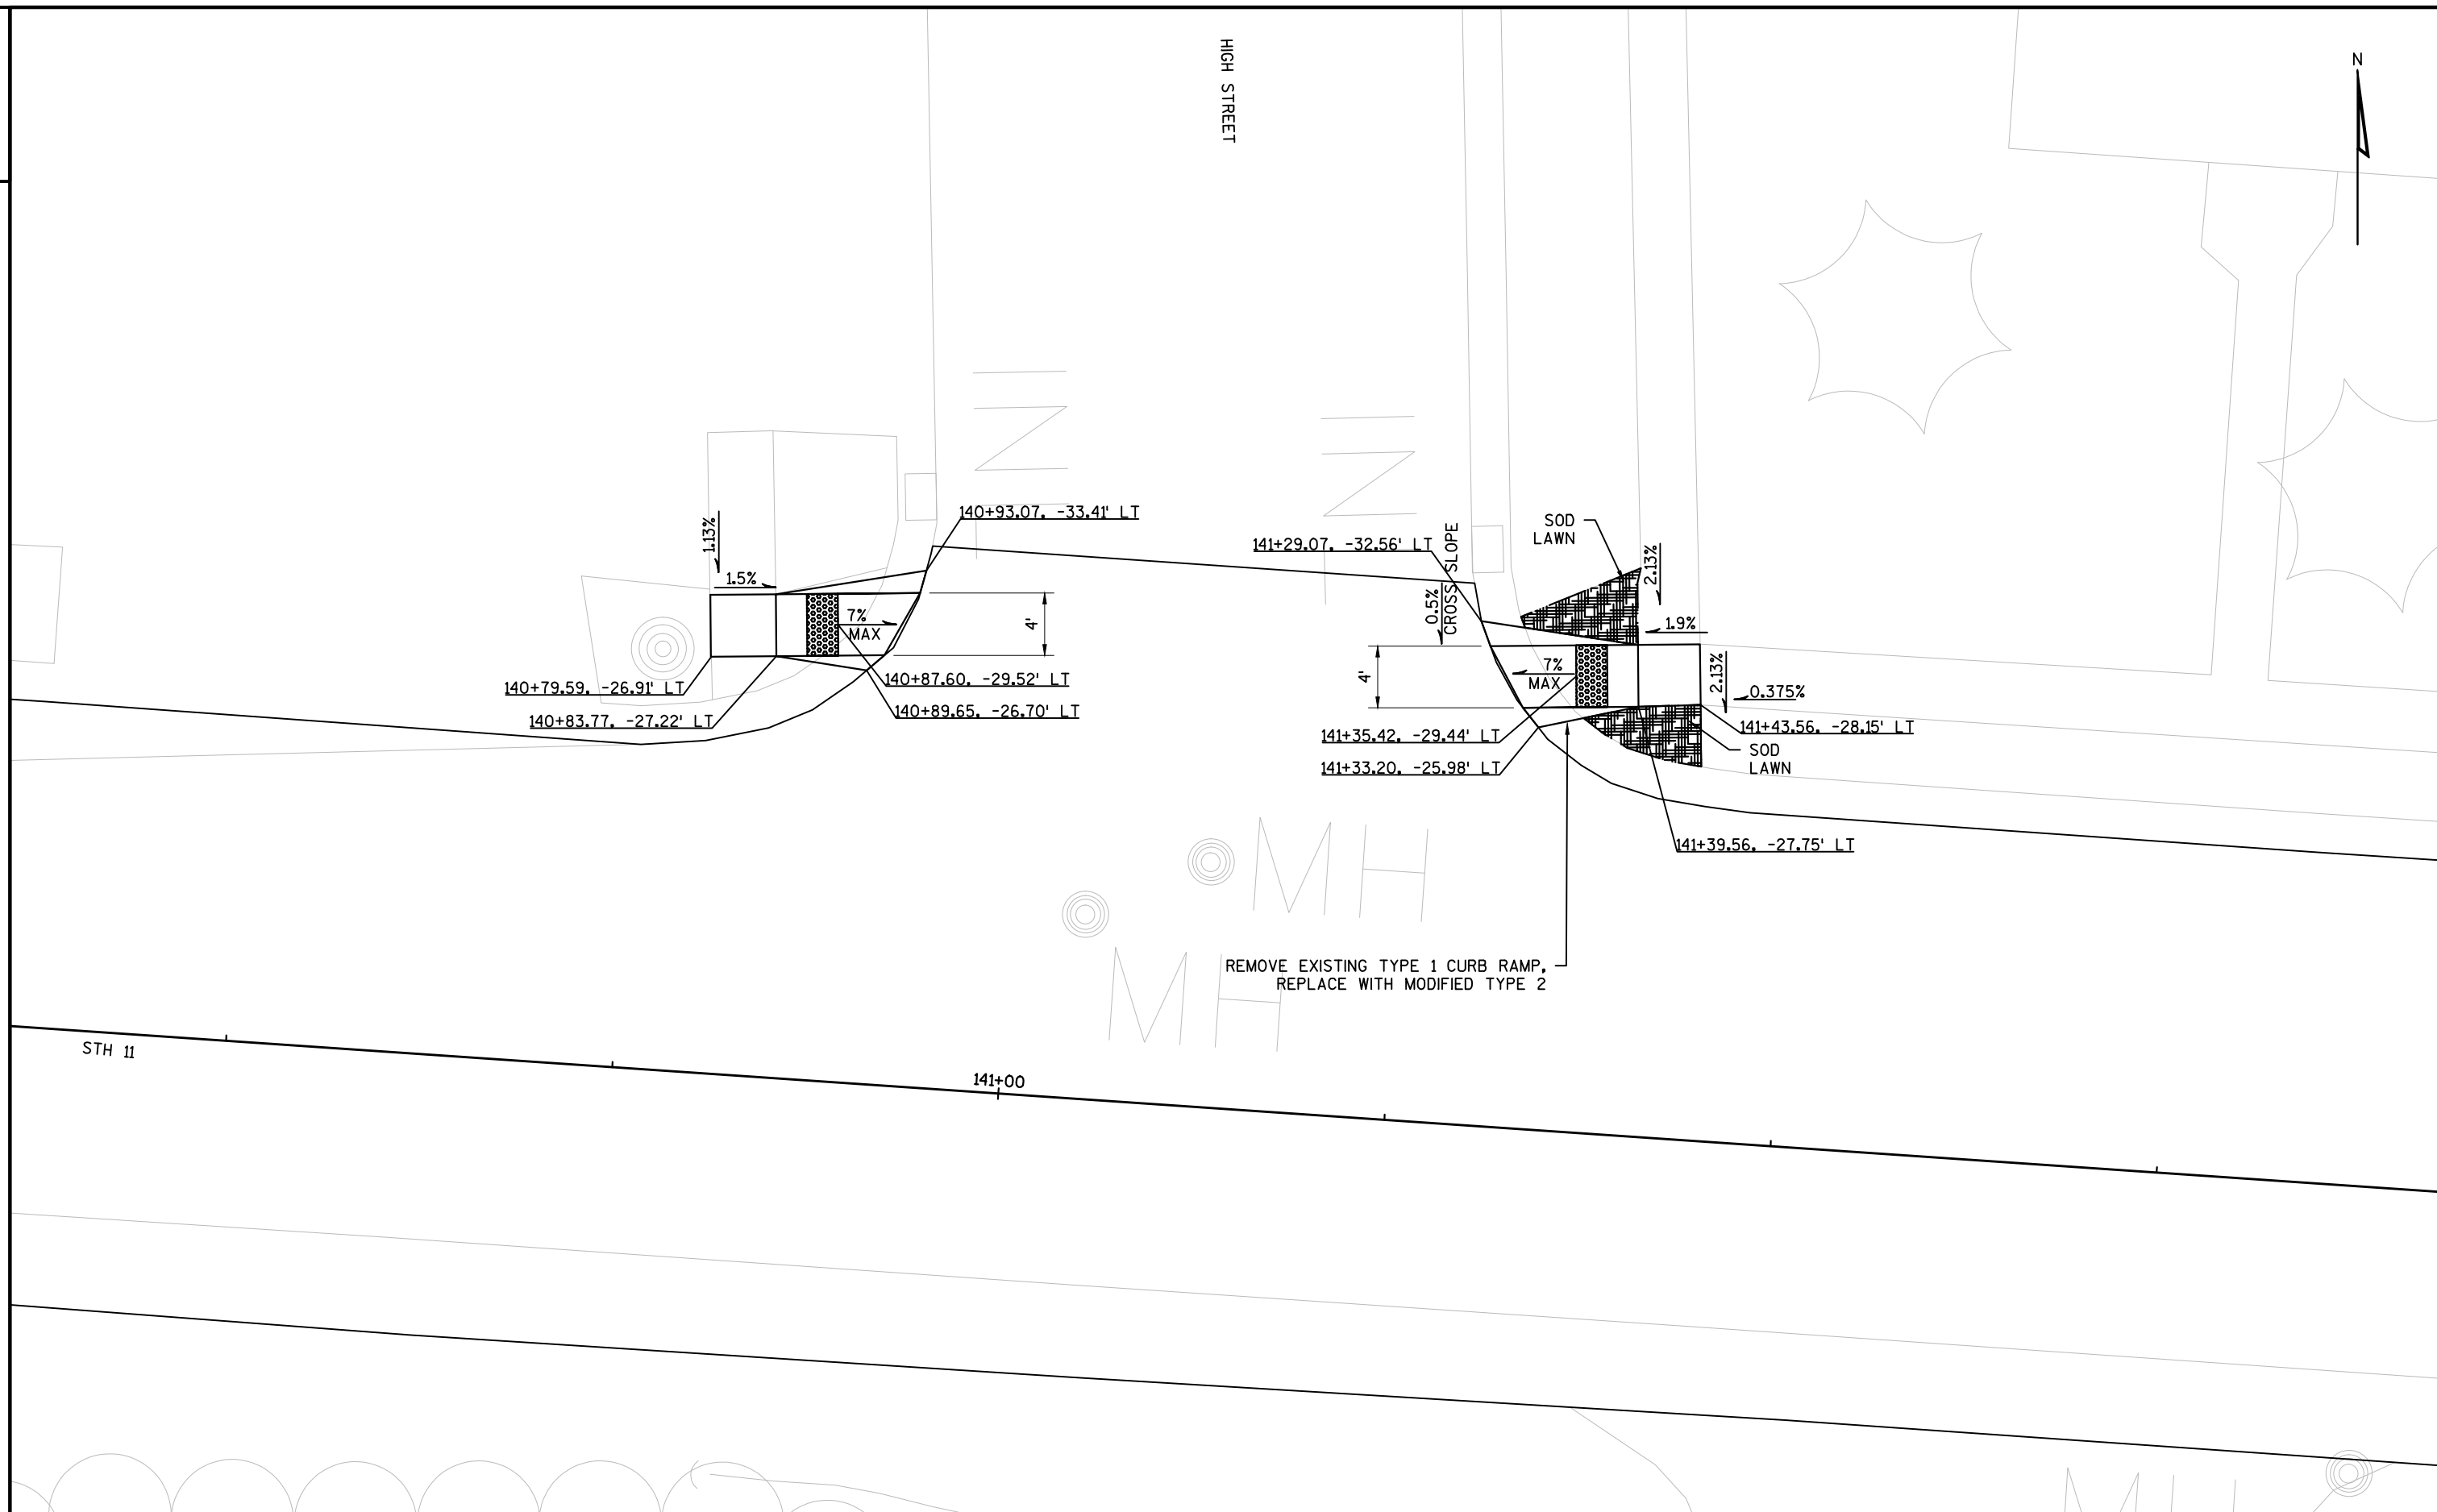 HIGH STREET
N
1.13%
1.5%
7%
MAX
4'
140+93.07, -33.41' LT
140+79.59, -26.91' LT
140+83.77, -27.22' LT
140+87.60, -29.52' LT
140+89.65, -26.70' LT
141+29.07, -32.56' LT
0.5%
CROSS SLOPE
SOD
LAWN
2.13%
1.9%
4'
7%
MAX
2.13%
0.375%
141+43.56, -28.15' LT
SOD
LAWN
141+35.42, -29.44' LT
141+33.20, -25.98' LT
141+39.56, -27.75' LT
MH
MH
REMOVE EXISTING TYPE 1 CURB RAMP,
REPLACE WITH MODIFIED TYPE 2
STH 11
141+00